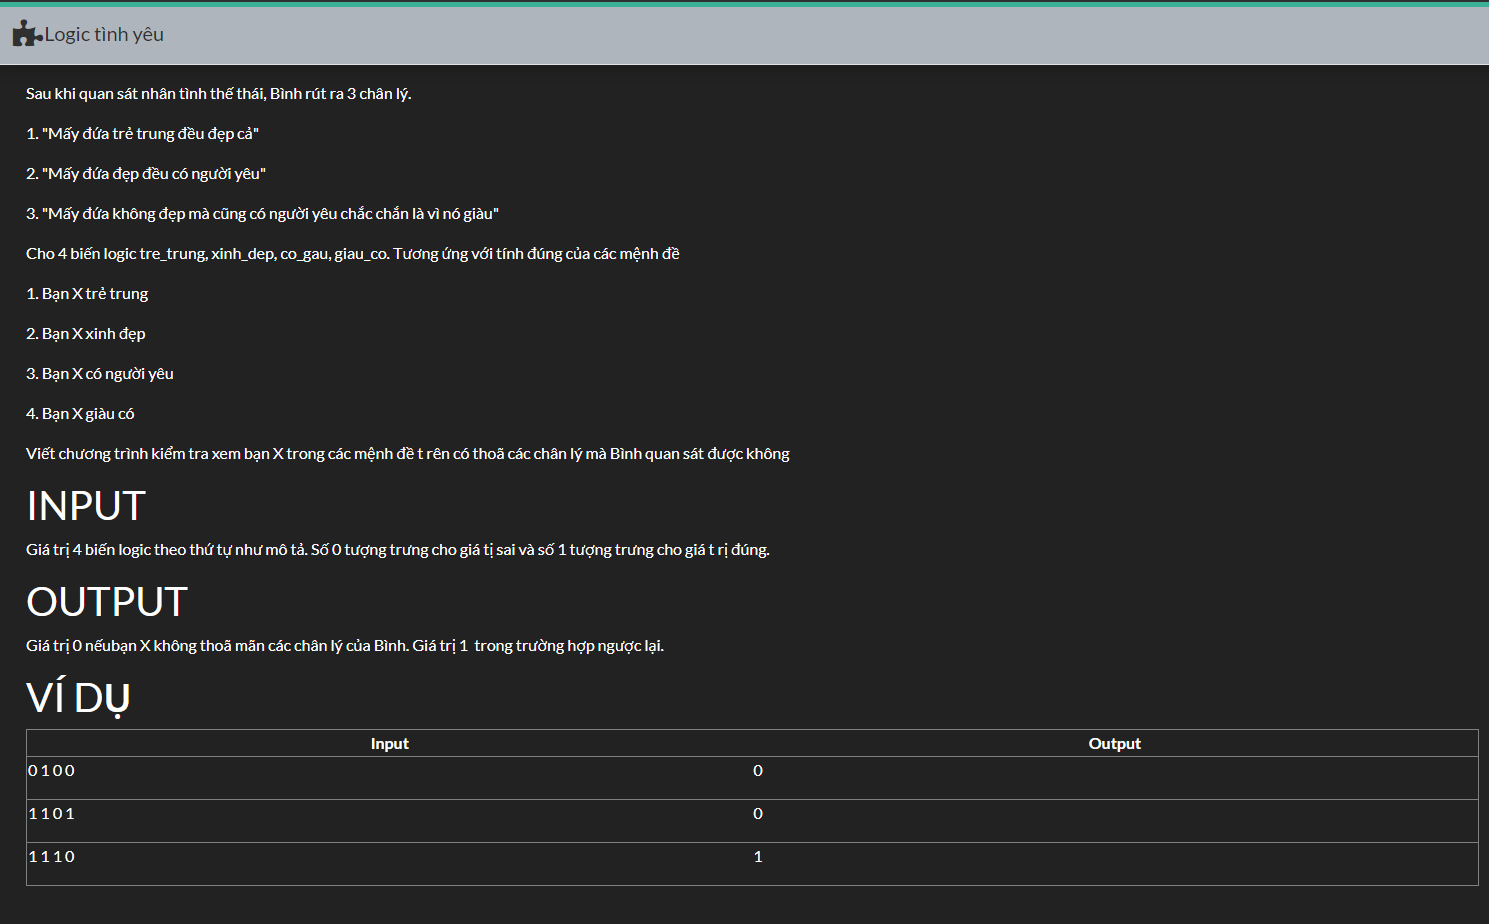 Logic tình yêu
Sau khi quan sát nhân tình thế thái, Bình rút ra 3 chân lý.
1. "Mấy đứa trẻ trung đều đẹp cả"
2. "Mấy đứa đẹp đều có người yêu"
3. "Mấy đứa không đẹp mà cũng có người yêu chắc chắn là vì nó giàu"
Cho 4 biến logic tre_trung, xinh_dep, co_gau, giau_co. Tương ứng với tính đúng của các mệnh đề
1. Bạn X trẻ trung
2. Bạn X xinh đẹp
3. Bạn X có người yêu
4. Bạn X giàu có
Viết chương trình kiểm tra xem bạn X trong các mệnh đề t rên có thoã các chân lý mà Bình quan sát được không
INPUT
Giá trị 4 biến logic theo thứ tự như mô tả. Số 0 tượng trưng cho giá tị sai và số 1 tượng trưng cho giá t rị đúng.
OUTPUT
Giá trị 0 nếubạn X không thoã mãn các chân lý của Bình. Giá trị 1 trong trường hợp ngược lại.
VÍ DỤ
Input Output
0 1 0 0 0
1 1 0 1 0
1 1 1 0 1